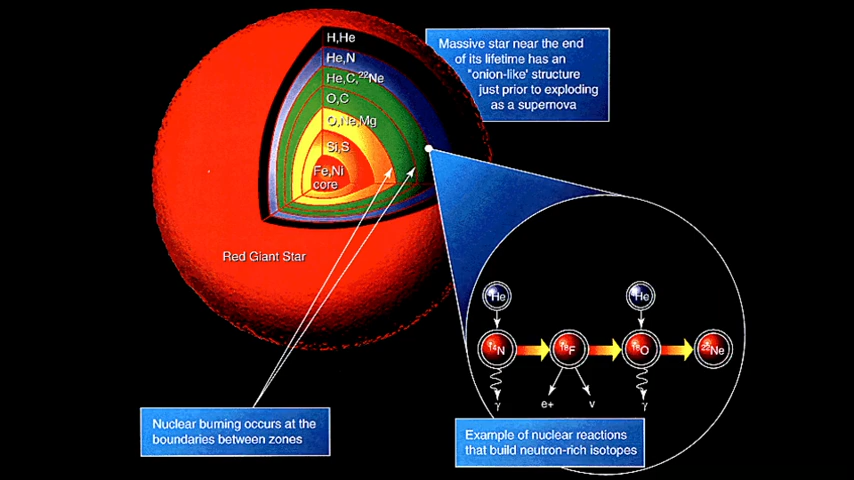 H,He
He,N
He,C,²²Ne
O,C
O,Ne,Mg
Si,S
Fe,Ni
core
Red Giant Star
Massive star near the end
of its lifetime has an
"onion-like' structure
just prior to exploding
as a supernova
Nuclear burning occurs at the
boundaries between zones
He He
¹⁴N ¹⁸F ¹⁸O ²²Ne
γ e+ ν γ
Example of nuclear reactions
that build neutron-rich isotopes